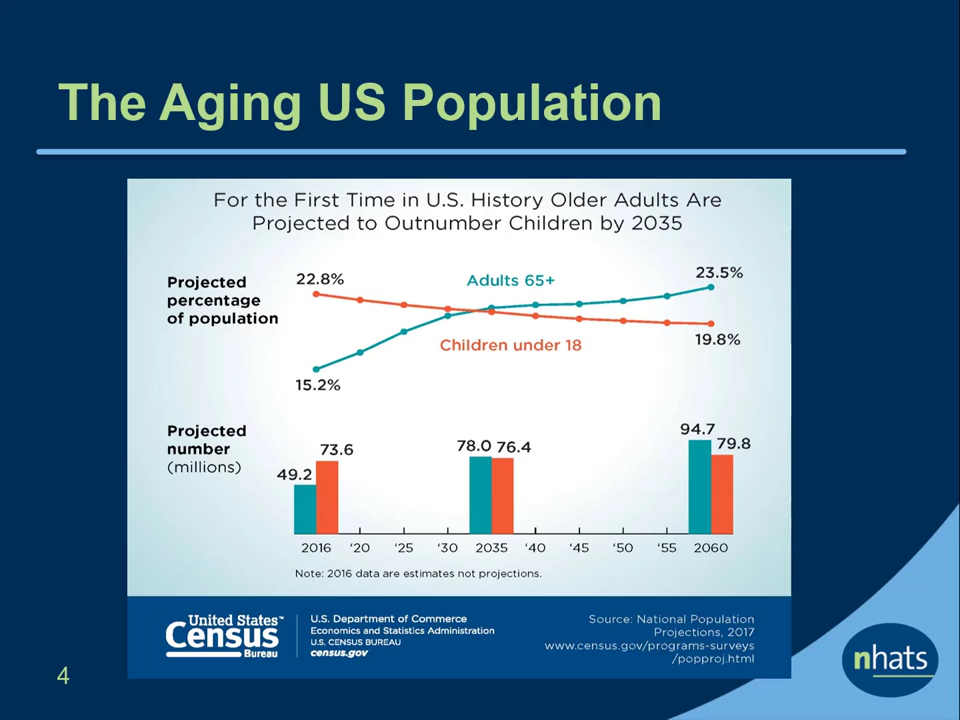 The Aging US Population
For the First Time in U.S. History Older Adults Are
Projected to Outnumber Children by 2035
Projected
percentage
of population
22.8%
Adults 65+
23.5%
Children under 18
19.8%
15.2%
Projected
number
(millions)
49.2
73.6
78.0
76.4
94.7
79.8
2016 ‘20 ‘25 ‘30 2035 ‘40 ‘45 ‘50 ‘55 2060
Note: 2016 data are estimates not projections.
United States™
Census
Bureau
U.S. Department of Commerce
Economics and Statistics Administration
U.S. CENSUS BUREAU
census.gov
Source: National Population
Projections, 2017
www.census.gov/programs-surveys
/popproj.html
4
nhats